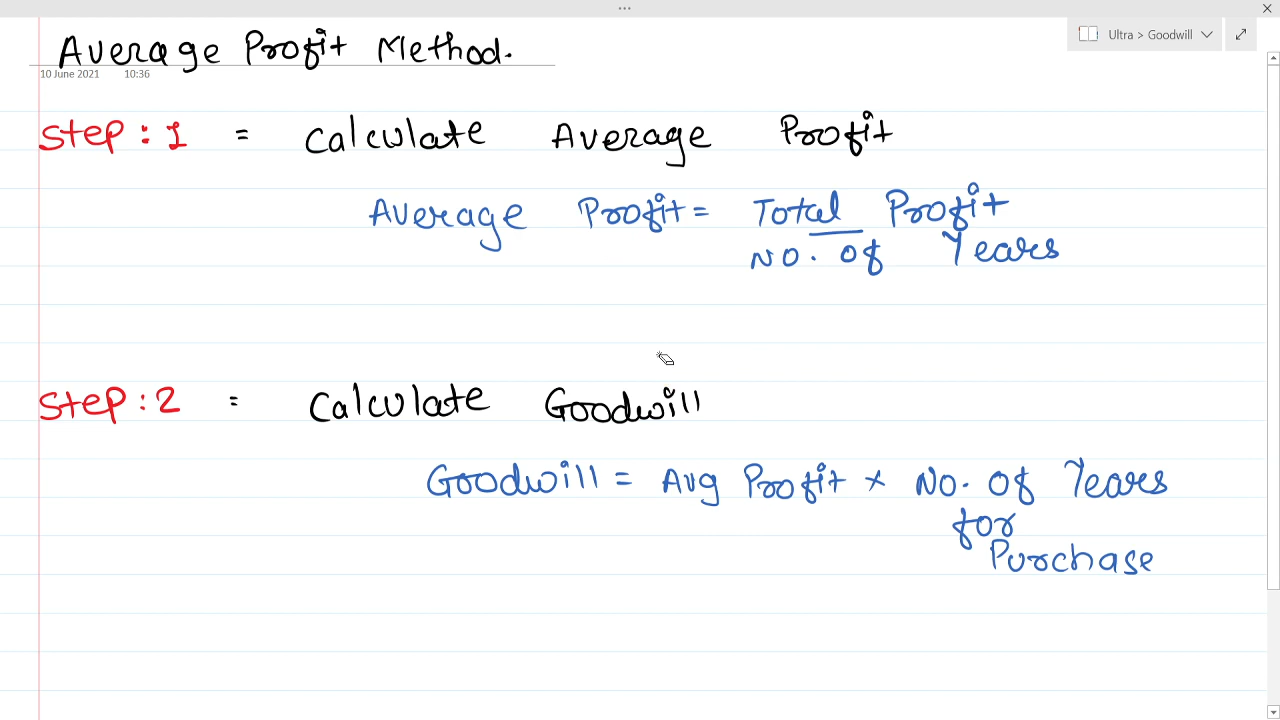 Ultra > Goodwill
Average Profit Method.
10 June 2021 10:36
Step : 1 = Calculate Average Profit
Average Profit = Total Profit
No. of Years
Step : 2 = Calculate Goodwill
Goodwill = Avg Profit × No. of Years
for
Purchase